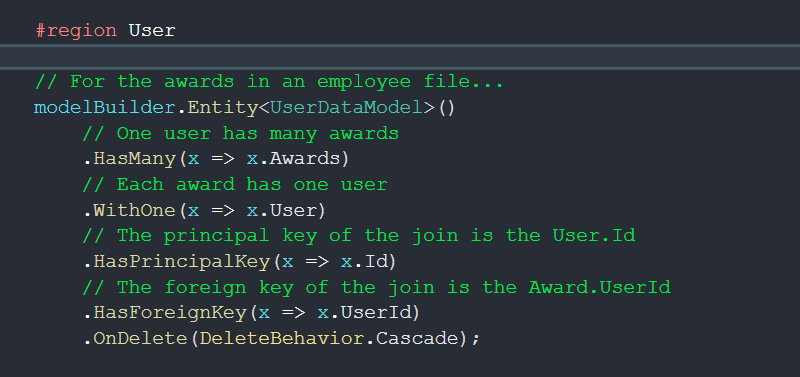 #region User
// For the awards in an employee file...
modelBuilder.Entity<UserDataModel>()
// One user has many awards
.HasMany(x => x.Awards)
// Each award has one user
.WithOne(x => x.User)
// The principal key of the join is the User.Id
.HasPrincipalKey(x => x.Id)
// The foreign key of the join is the Award.UserId
.HasForeignKey(x => x.UserId)
.OnDelete(DeleteBehavior.Cascade);